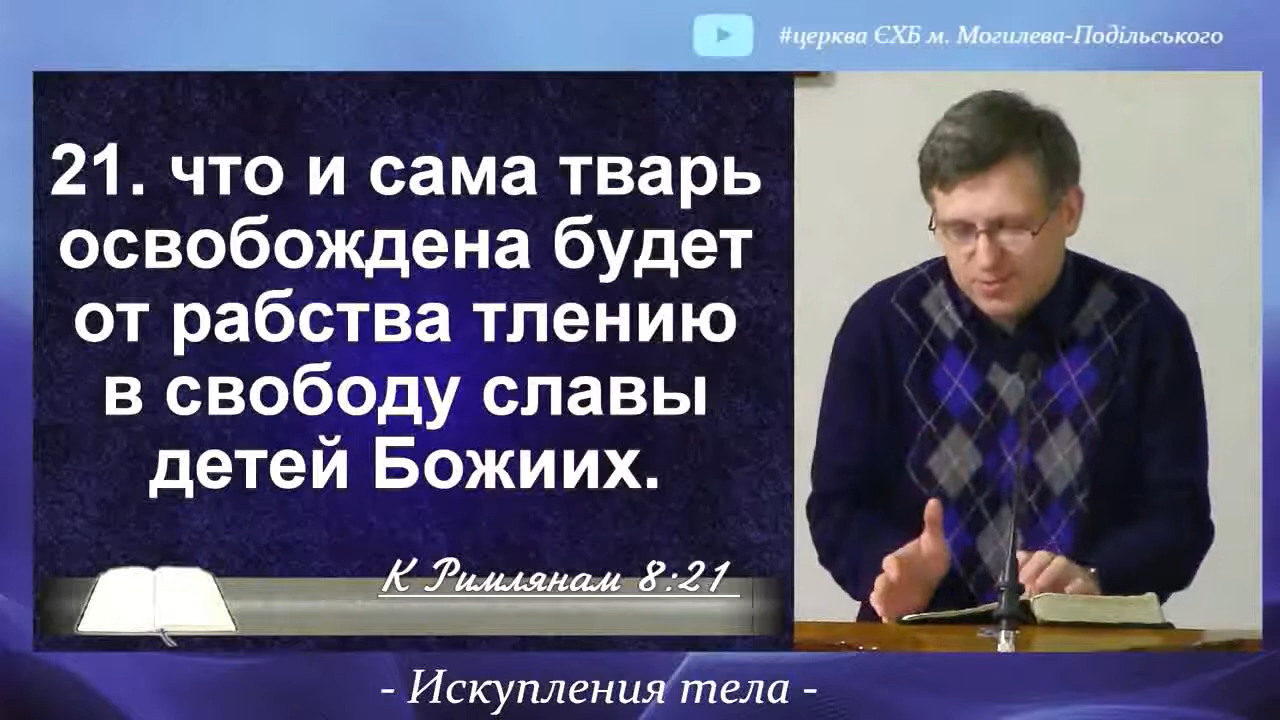 #церква ЄХБ м. Могилева-Подільського
21. что и сама тварь
освобождена будет
от рабства тлению
в свободу славы
детей Божиих.
К Римлянам 8:21
- Искупления тела -